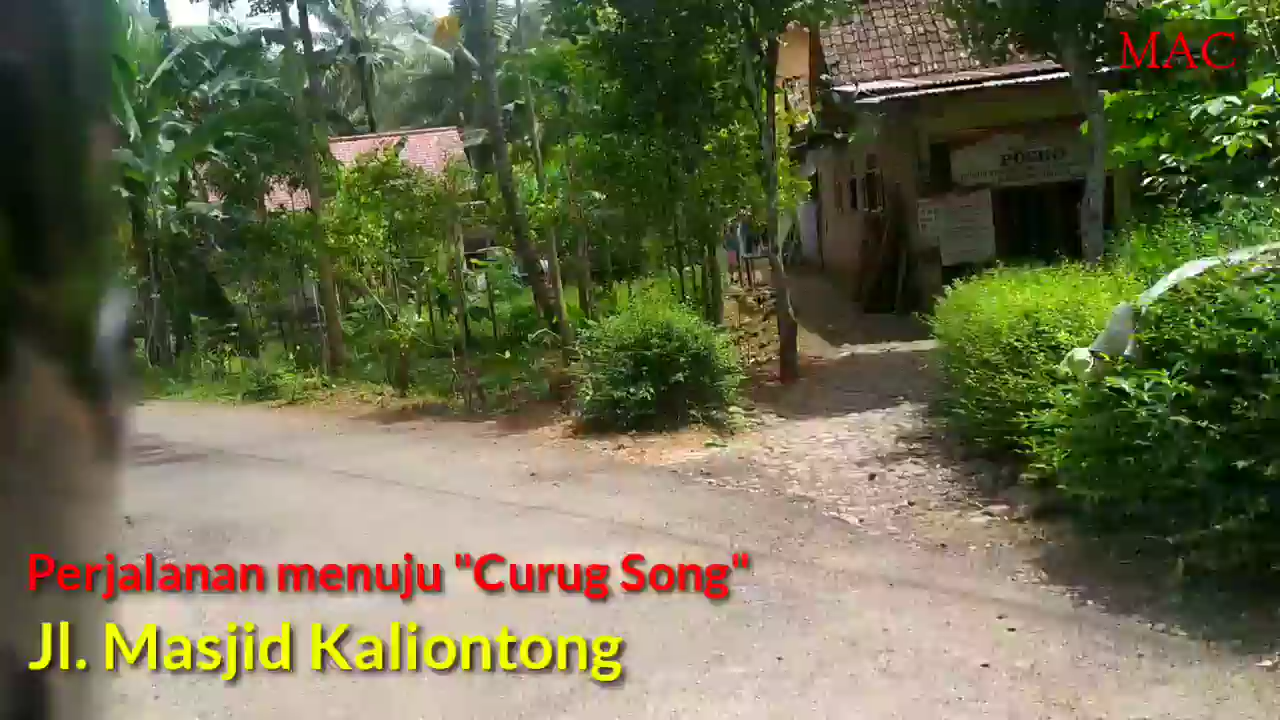 MAC
POSKO
Perjalanan menuju "Curug Song"
Jl. Masjid Kaliontong